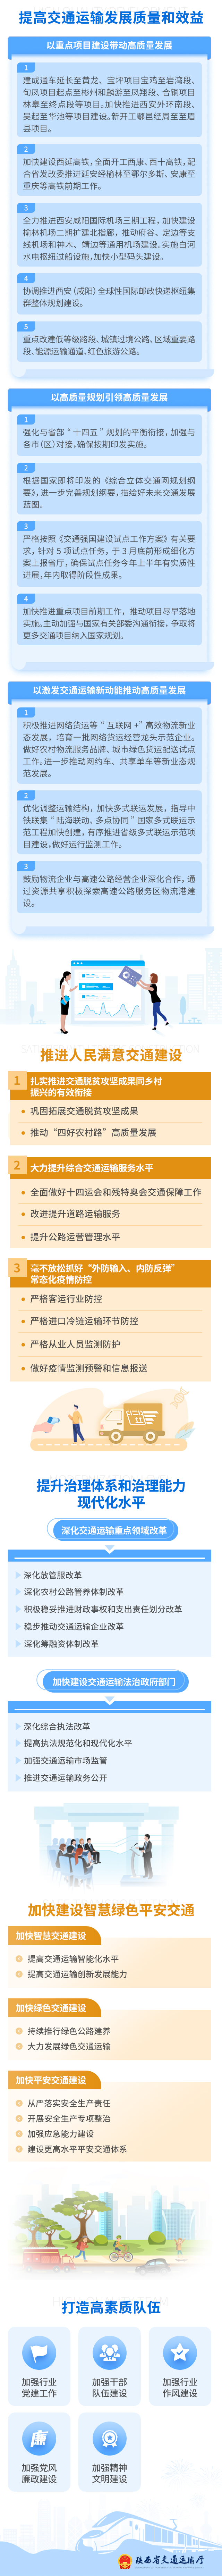 提高交通运输发展质量和效益
以重点项目建设带动高质量发展
1
建成通车延长至黄龙、宝坪项目宝鸡至岩湾段、
旬凤项目起点至彬州和麟游至凤翔段、合铜项目
林皋至终点段等项目。加快推进西安外环南段、
吴起至华池等项目建设。新开工鄠邑经周至至眉
县项目。
2
加快建设西延高铁，全面开工西康、西十高铁，配
合省发改委推进延安经榆林至鄂尔多斯、安康至
重庆等高铁前期工作。
3
全力推进西安咸阳国际机场三期工程，加快建设
榆林机场二期扩建北指廊，推动府谷、定边等支
线机场和神木、靖边等通用机场建设。实施白河
水电枢纽过船设施，加快小型码头建设。
4
协调推进西安（咸阳）全球性国际邮政快递枢纽集
群整体规划建设。
5
重点改建低等级路段、城镇过境公路、区域重要路
段、能源运输通道、红色旅游公路。
以高质量规划引领高质量发展
1
强化与省部“十四五”规划的平衡衔接，加强与
各市（区）对接，确保按期印发实施。
2
根据国家即将印发的《综合立体交通网规划纲
要》，进一步完善规划纲要，描绘好未来交通发展
蓝图。
3
严格按照《交通强国建设试点工作方案》有关要
求，针对5项试点任务，于3月底前形成细化方
案上报省厅，确保试点任务今年上半年有实质性
进展，年内取得阶段性成果。
4
加快推进重点项目前期工作，推动项目尽早落地
实施。主动加强与国家有关部委沟通衔接，争取将
更多交通项目纳入国家规划。
以激发交通运输新动能推动高质量发展
1
积极推进网络货运等“互联网+”高效物流新业
态发展，培育一批网络货运经营龙头示范企业。
做好农村物流服务品牌、城市绿色货运配送试点
工作。进一步推动网约车、共享单车等新业态规
范发展。
2
优化调整运输结构，加快多式联运发展，指导中
铁联集“陆海联动、多点协同”国家多式联运示
范工程加快创建，有序推进省级多式联运示范项
目建设，做好运行监测工作。
3
鼓励物流企业与高速公路经营企业深化合作，通
过资源共享积极探索高速公路服务区物流港建
设。
推进人民满意交通建设
1
扎实推进交通脱贫攻坚成果同乡村
振兴的有效衔接
巩固拓展交通脱贫攻坚成果
推动“四好农村路”高质量发展
2
大力提升综合交通运输服务水平
全面做好十四运会和残特奥会交通保障工作
改进提升道路运输服务
提升公路运营管理水平
3
毫不放松抓好“外防输入、内防反弹”
常态化疫情防控
严格客运行业防控
严格进口冷链运输环节防控
严格从业人员监测防护
做好疫情监测预警和信息报送
提升治理体系和治理能力
现代化水平
深化交通运输重点领域改革
深化放管服改革
深化农村公路管养体制改革
积极稳妥推进财政事权和支出责任划分改革
稳步推动交通运输企业改革
深化筹融资体制改革
加快建设交通运输法治政府部门
深化综合执法改革
提高执法规范化和现代化水平
加强交通运输市场监管
推进交通运输政务公开
加快建设智慧绿色平安交通
加快智慧交通建设
提高交通运输智能化水平
提高交通运输创新发展能力
加快绿色交通建设
持续推行绿色公路建养
大力发展绿色交通运输
加快平安交通建设
从严落实安全生产责任
开展安全生产专项整治
加强应急能力建设
建设更高水平平安交通体系
打造高素质队伍
加强行业
党建工作
加强干部
队伍建设
加强行业
作风建设
廉
加强党风
廉政建设
加强精神
文明建设
陕西省交通运输厅